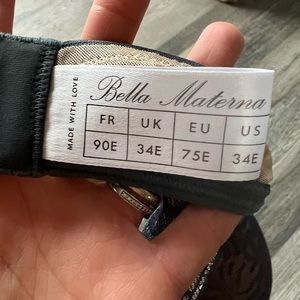 MADE WITH LOVE
Bella Materna
FR UK EU US
90E 34E 75E 34E